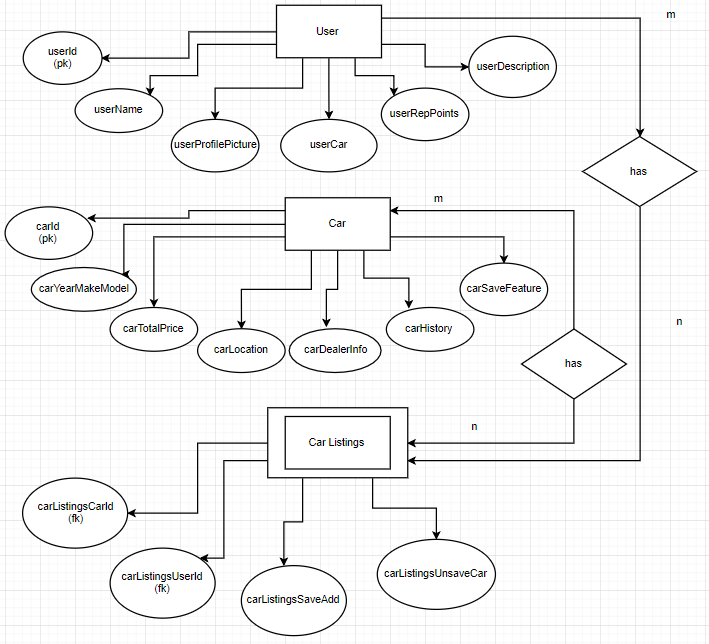 User
m
userId
(pk)
userName
userProfilePicture
userCar
userRepPoints
userDescription
has
Car
m
carId
(pk)
carYearMakeModel
carTotalPrice
carLocation
carDealerInfo
carHistory
carSaveFeature
n
has
n
Car Listings
carListingsCarId
(fk)
carListingsUserId
(fk)
carListingsSaveAdd
carListingsUnsaveCar